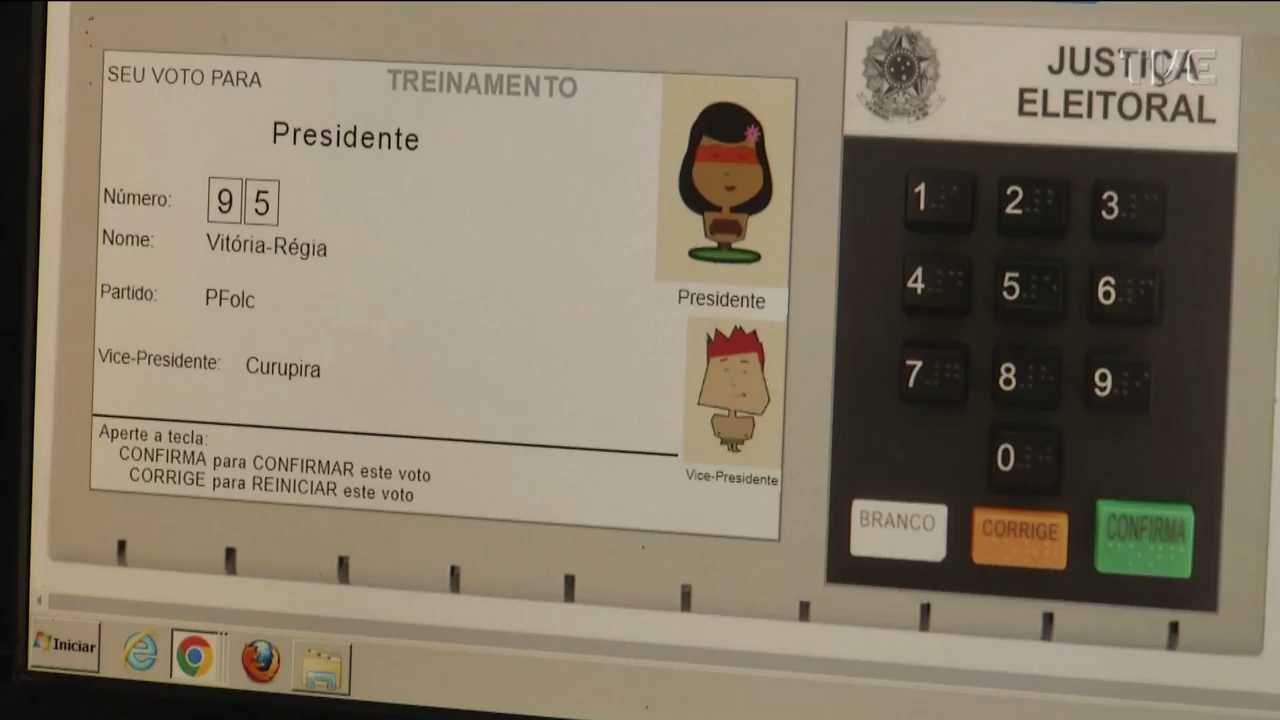 SEU VOTO PARA
TREINAMENTO
Presidente
Número: 95
Nome: Vitória-Régia
Partido: PFolc
Vice-Presidente: Curupira
Presidente
Vice-Presidente
Aperte a tecla:
CONFIRMA para CONFIRMAR este voto
CORRIGE para REINICIAR este voto
JUSTIÇA
ELEITORAL
TVE
1 2 3
4 5 6
7 8 9
0
BRANCO CORRIGE CONFIRMA
Iniciar